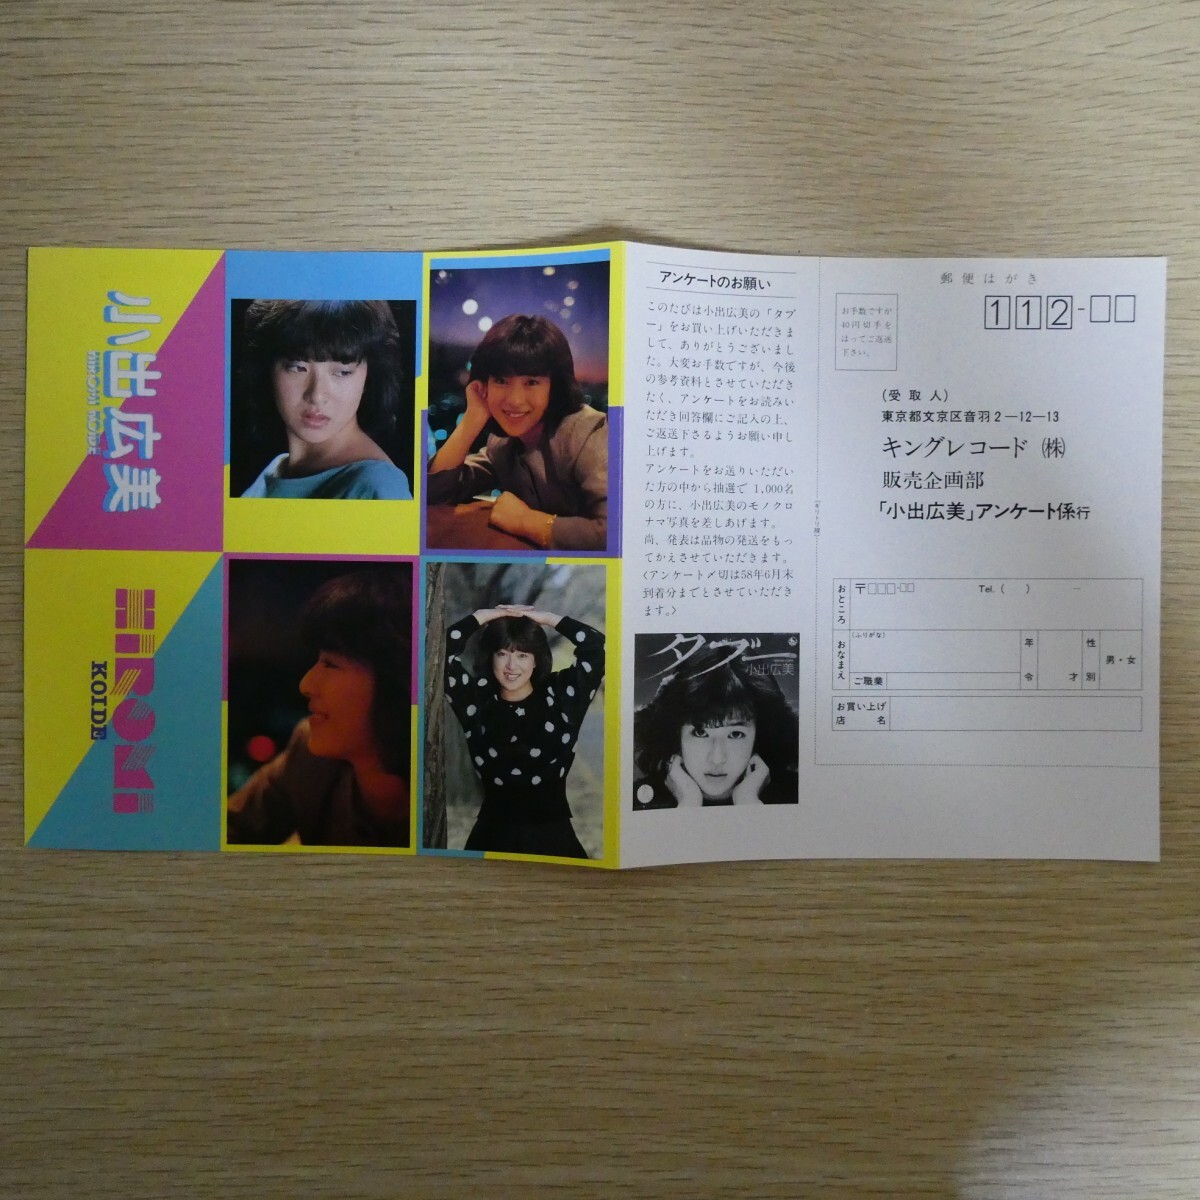 小出広美
HIROMI KOIDE
HIROMI
KOIDE
アンケートのお願い
このたびは小出広美の「タブ
ー」をお買い上げいただきま
して、ありがとうございまし
た。大変お手数ですが、今後
の参考資料とさせていただき
たく、アンケートをお読みい
ただき回答欄にご記入の上、
ご返送下さるようお願い申し
上げます。
アンケートをお送りいただい
た方の中から抽選で 1,000名
の方に、小出広美のモノクロ
ナマ写真を差しあげます。
尚、発表は品物の発送をもっ
てかえさせていただきます。
〈アンケート〆切は58年6月末
到着分までとさせていただき
ます。〉
タブー
小出広美
(キリトリ線)
郵便はがき
お手数ですが
40円切手を
はってご返送
下さい。
112-□□
(受取人)
東京都文京区音羽2―12―13
キングレコード ㈱
販売企画部
「小出広美」アンケート係行
おところ
〒□□□-□□
Tel. ( ) ―
おなまえ
(ふりがな)
年令
才
性別
男・女
ご職業
お買い上げ
店名